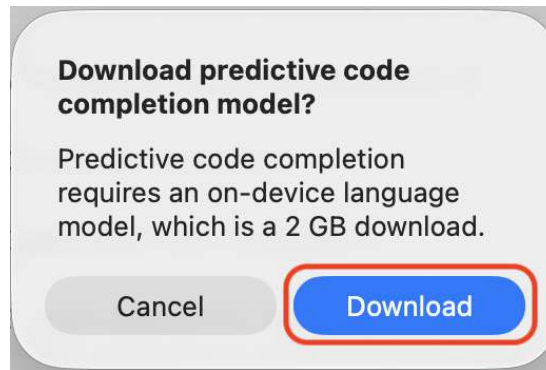 Download predictive code
completion model?
Predictive code completion
requires an on-device language
model, which is a 2 GB download.
Cancel
Download